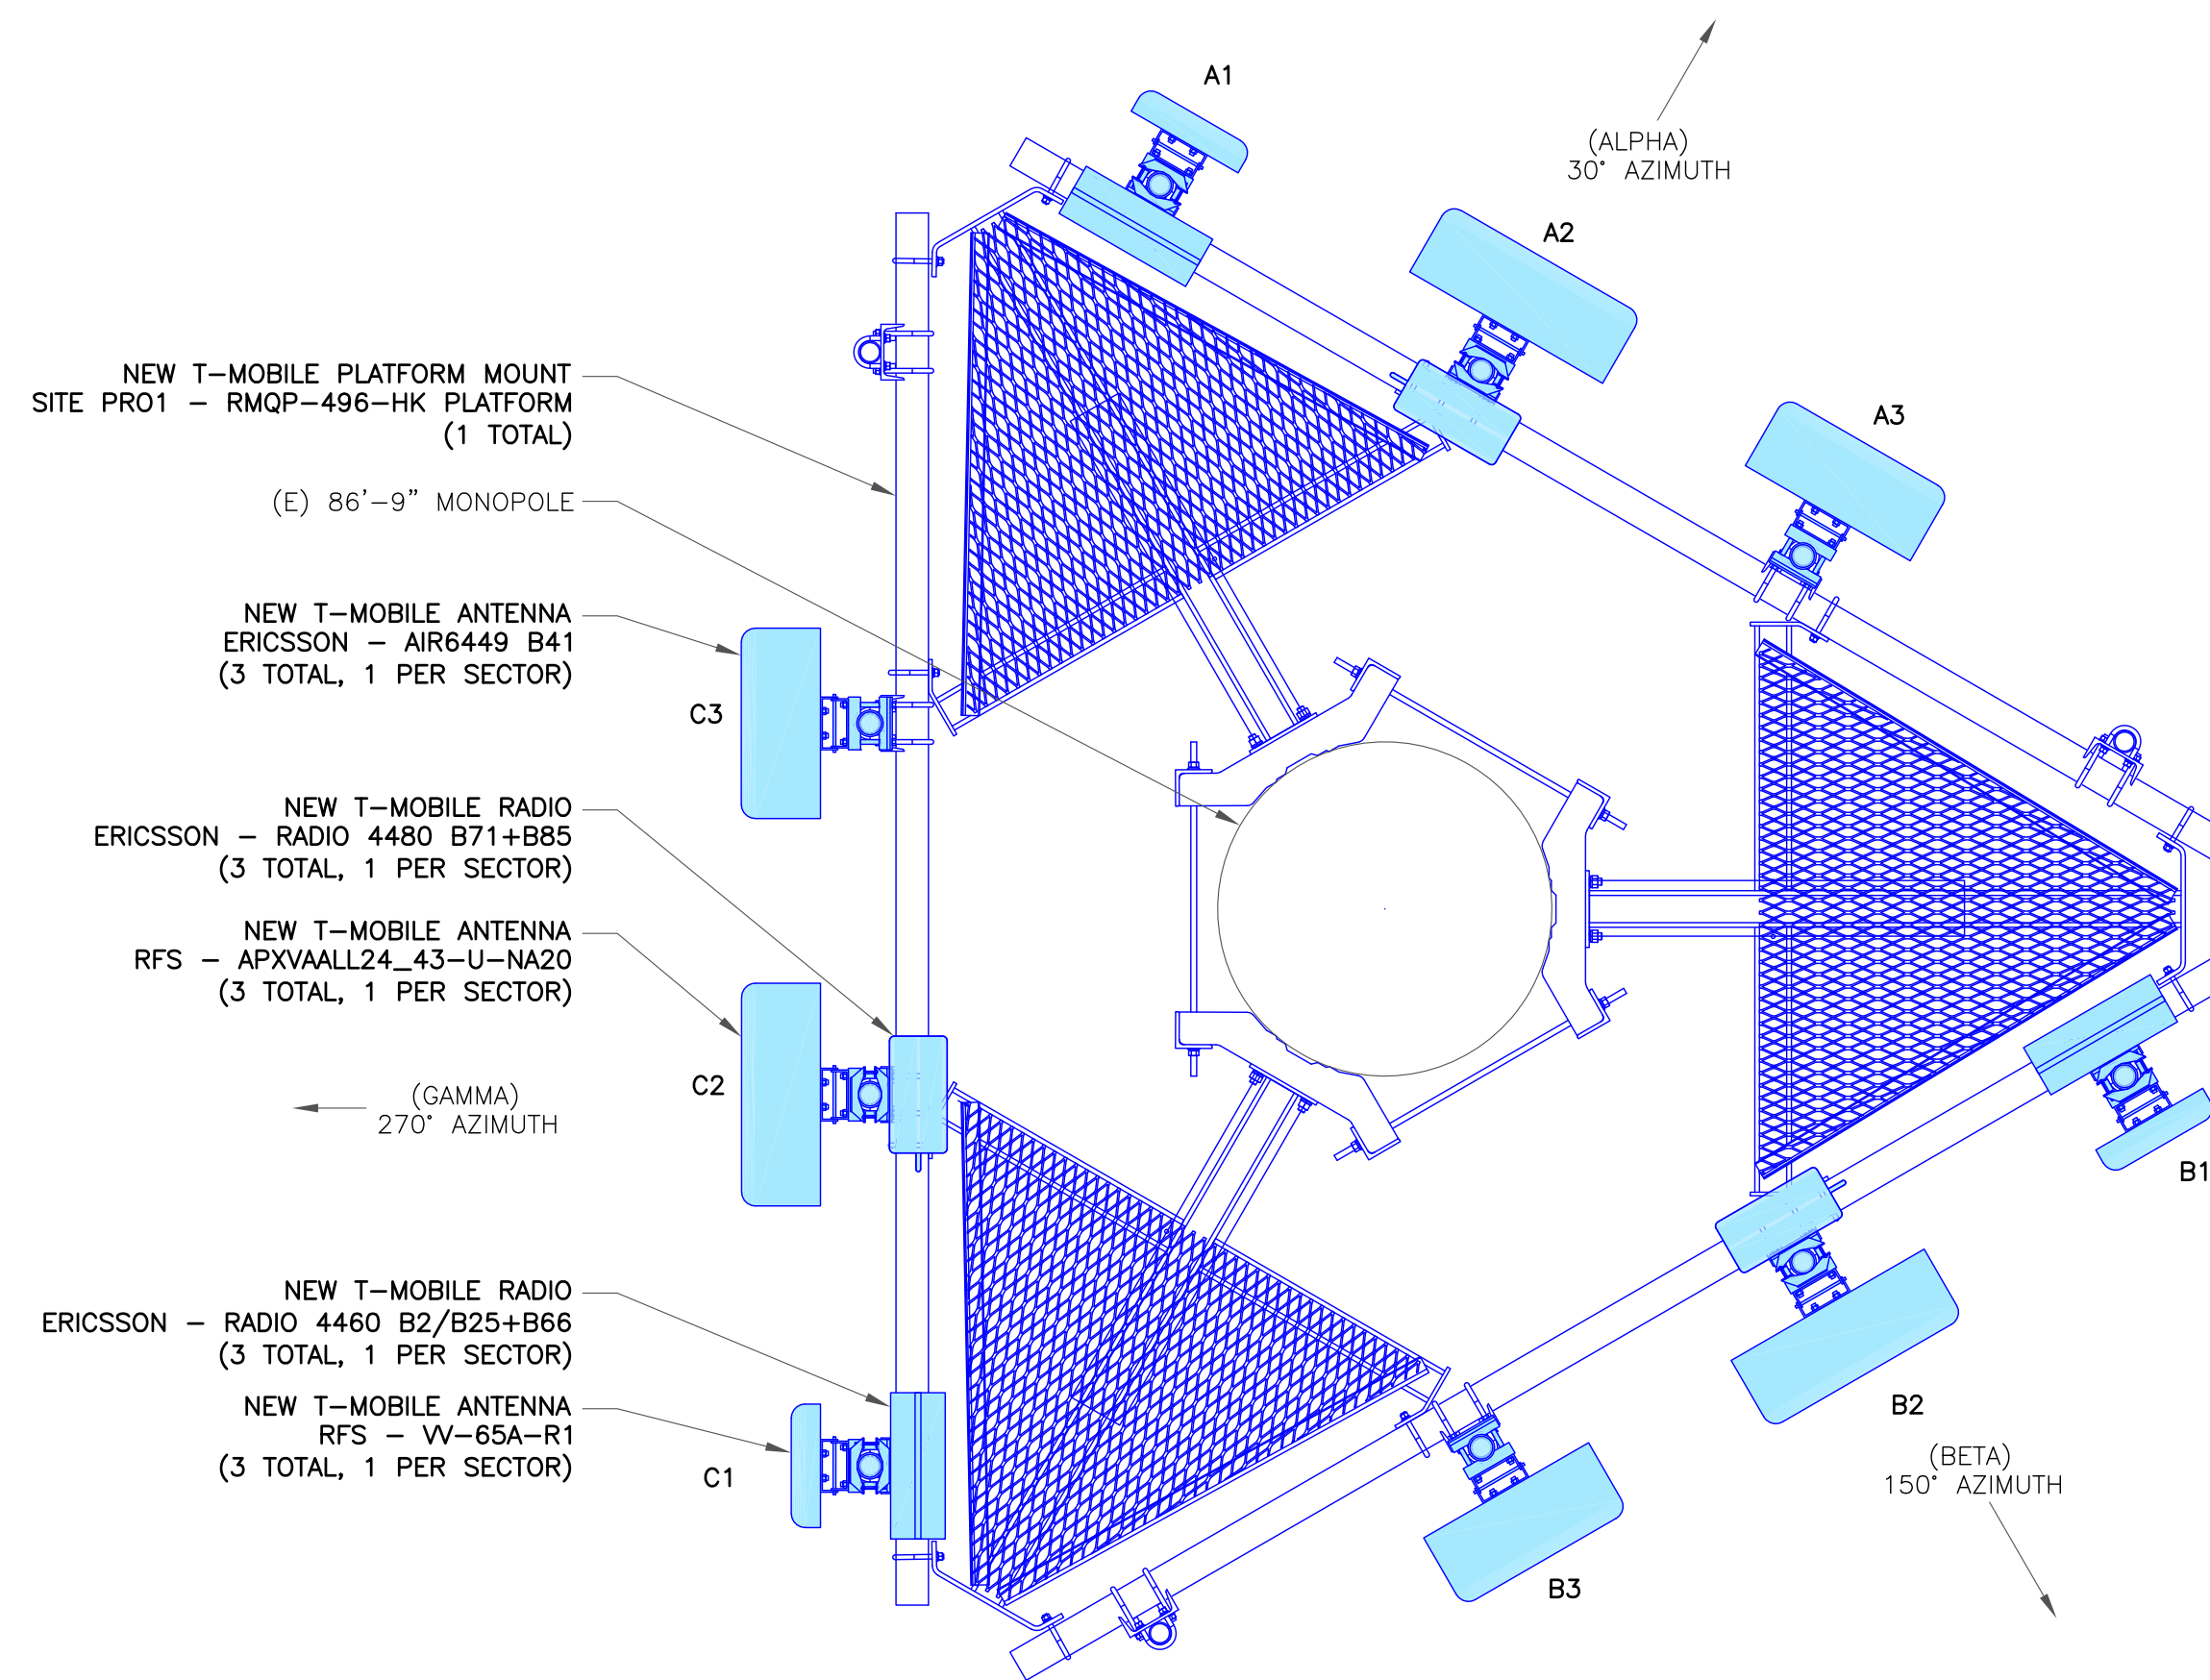 A1
(ALPHA)
30° AZIMUTH
A2
A3
NEW T-MOBILE PLATFORM MOUNT
SITE PRO1 - RMQP-496-HK PLATFORM
(1 TOTAL)
(E) 86'-9" MONOPOLE
NEW T-MOBILE ANTENNA
ERICSSON - AIR6449 B41
(3 TOTAL, 1 PER SECTOR)
C3
NEW T-MOBILE RADIO
ERICSSON - RADIO 4480 B71+B85
(3 TOTAL, 1 PER SECTOR)
NEW T-MOBILE ANTENNA
RFS - APXVAALL24_43-U-NA20
(3 TOTAL, 1 PER SECTOR)
C2
(GAMMA)
270° AZIMUTH
B1
NEW T-MOBILE RADIO
ERICSSON - RADIO 4460 B2/B25+B66
(3 TOTAL, 1 PER SECTOR)
NEW T-MOBILE ANTENNA
RFS - VV-65A-R1
(3 TOTAL, 1 PER SECTOR)
C1
B2
(BETA)
150° AZIMUTH
B3